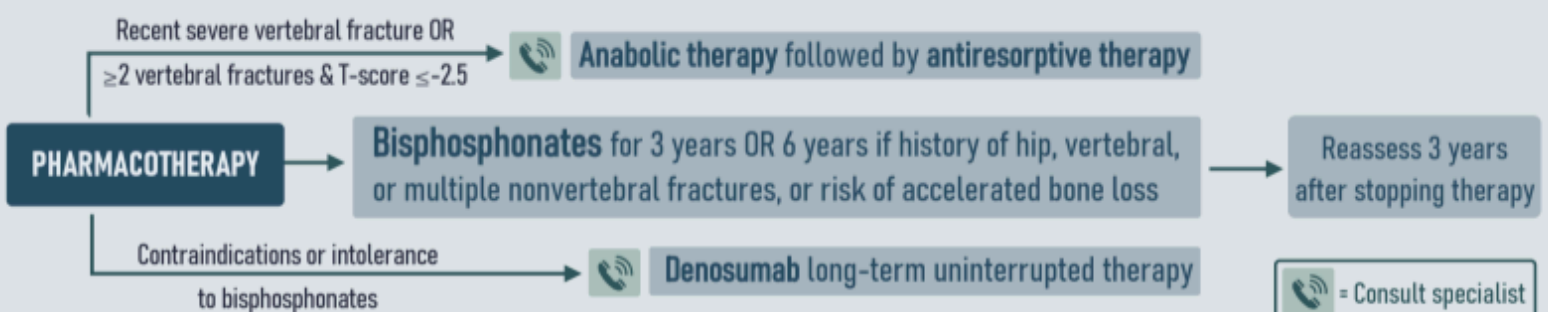 Recent severe vertebral fracture OR
≥2 vertebral fractures & T-score ≤-2.5
Anabolic therapy followed by antiresorptive therapy
PHARMACOTHERAPY
Bisphosphonates for 3 years OR 6 years if history of hip, vertebral,
or multiple nonvertebral fractures, or risk of accelerated bone loss
Reassess 3 years
after stopping therapy
Contraindications or intolerance
to bisphosphonates
Denosumab long-term uninterrupted therapy
= Consult specialist